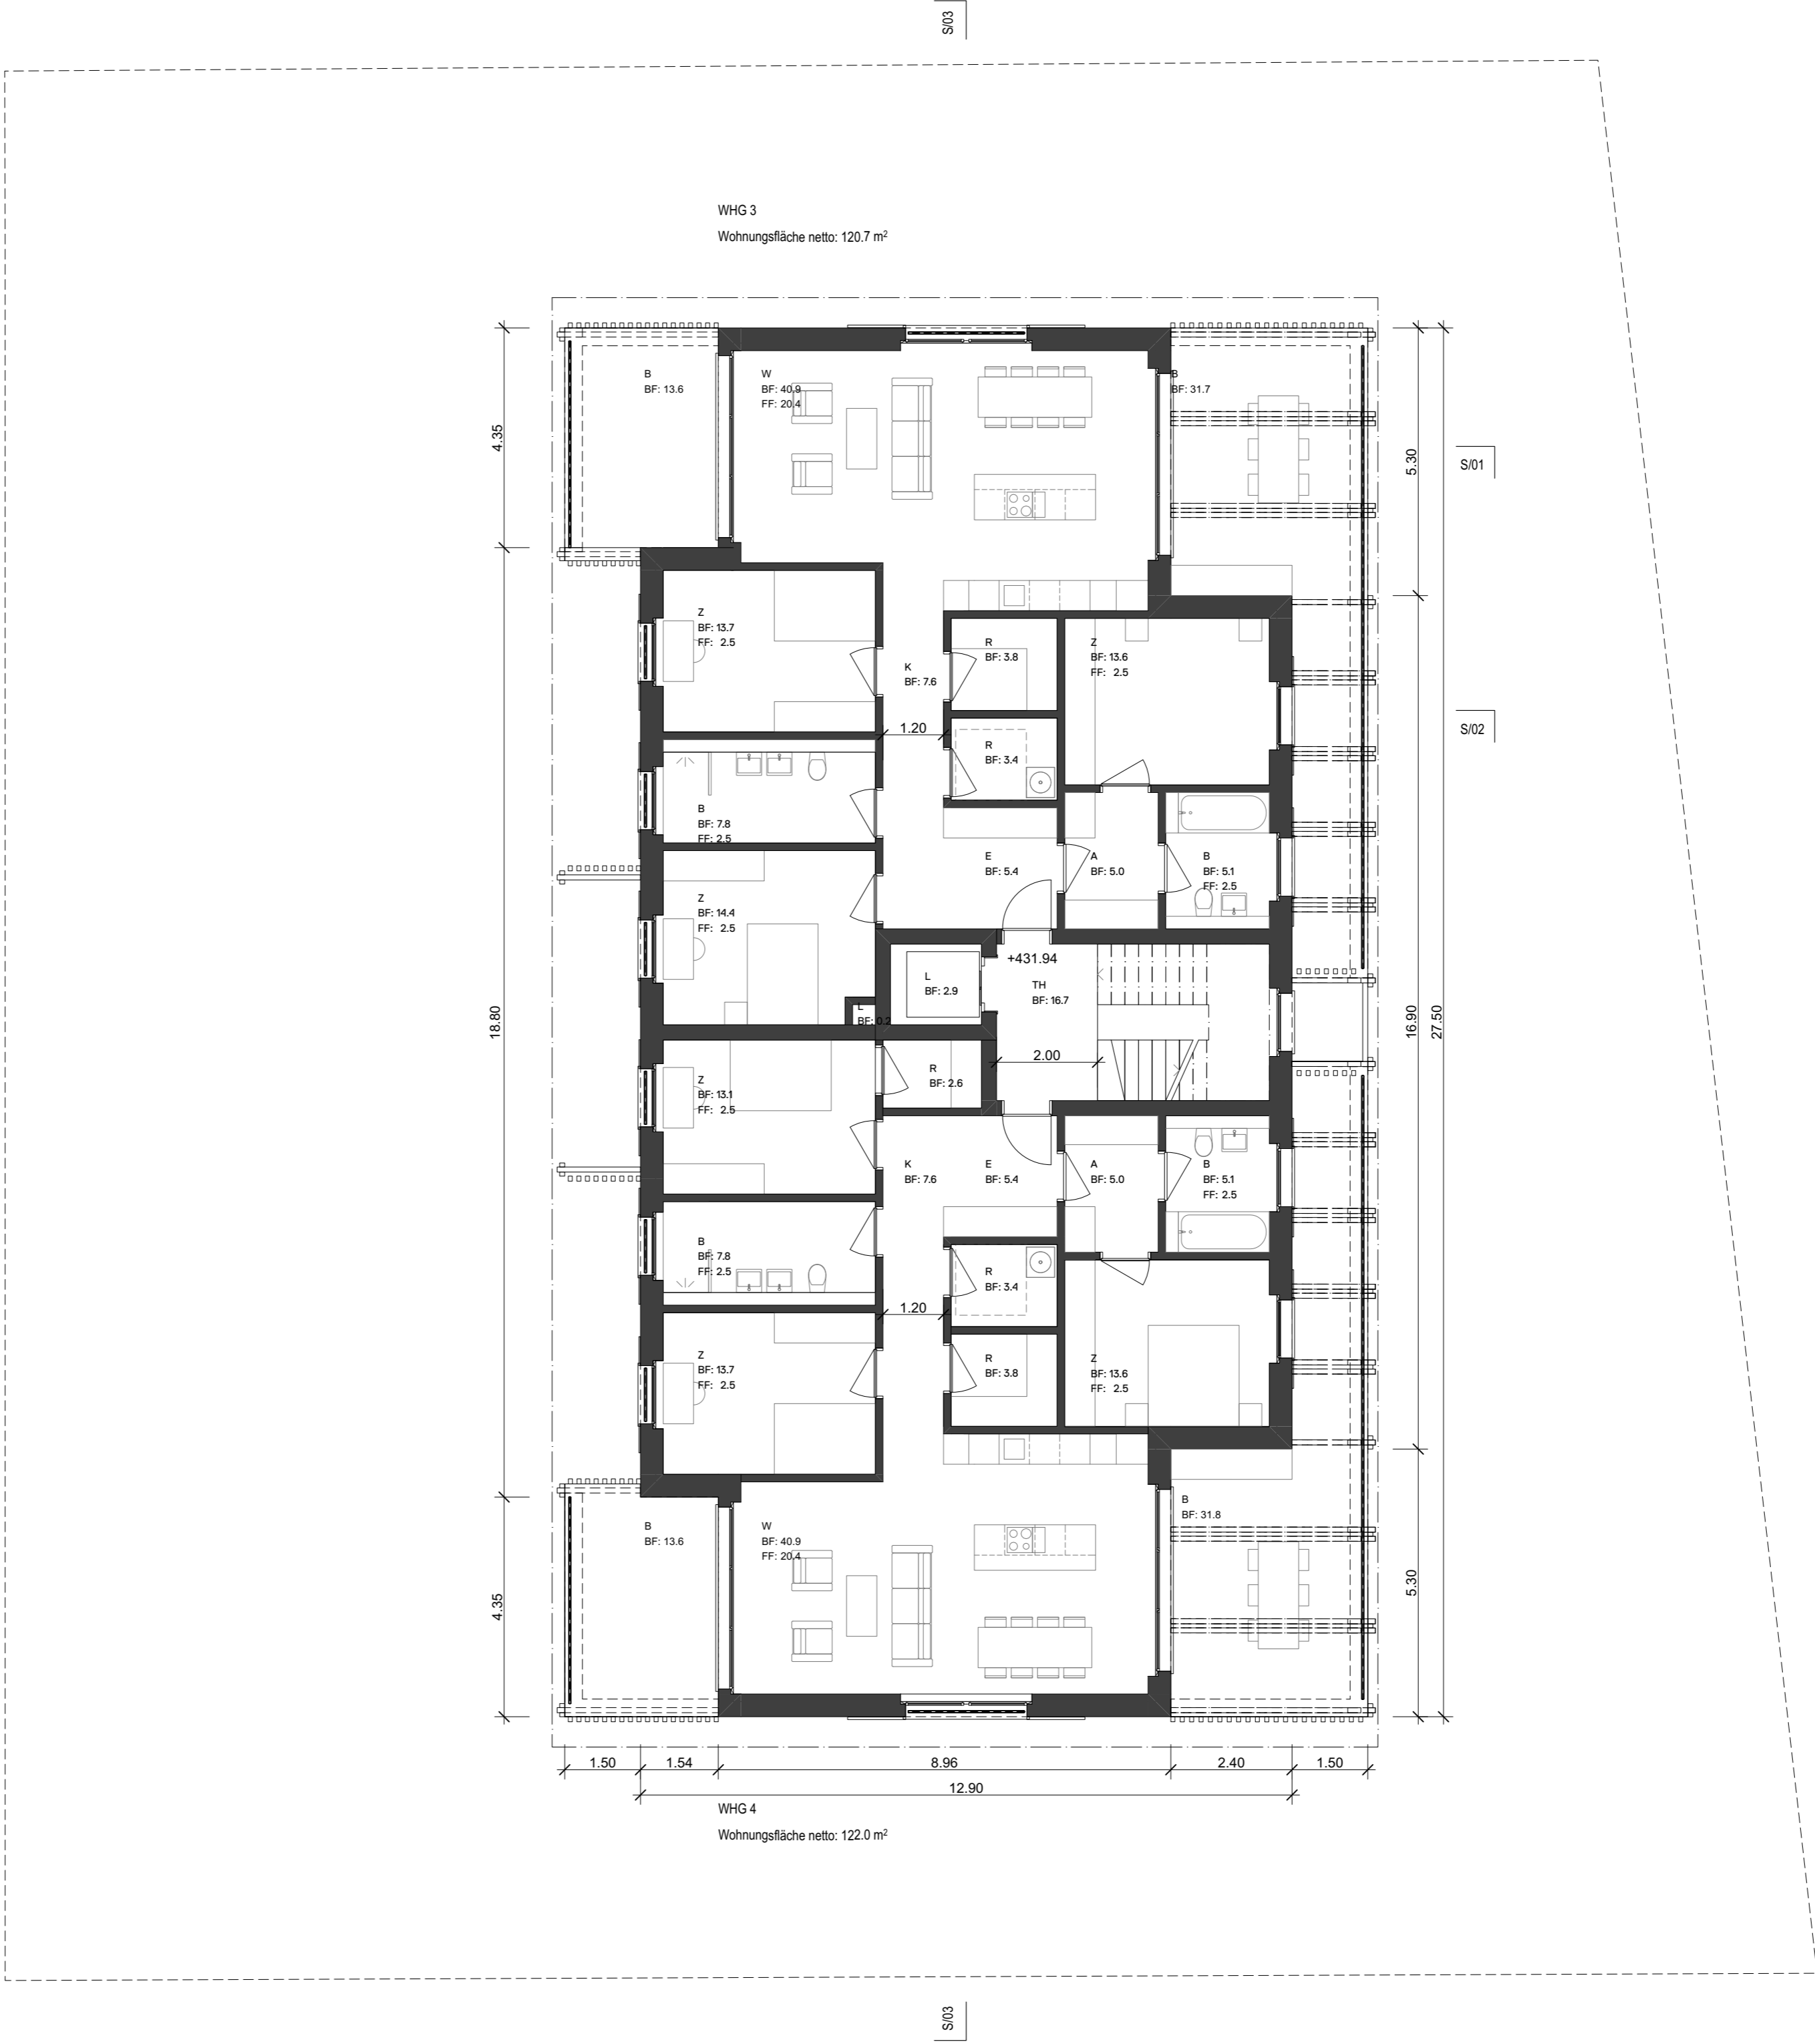 S/03
WHG 3
Wohnungsfläche netto: 120.7 m²
B
BF: 13.6
W
BF: 40.9
FF: 20.4
B
BF: 31.7
4.35
5.30
S/01
Z
BF: 13.7
FF: 2.5
K
BF: 7.6
R
BF: 3.8
Z
BF: 13.6
FF: 2.5
1.20
R
BF: 3.4
S/02
B
BF: 7.8
FF: 2.5
E
BF: 5.4
A
BF: 5.0
B
BF: 5.1
FF: 2.5
Z
BF: 14.4
FF: 2.5
+431.94
L
BF: 2.9
TH
BF: 16.7
L
BF: 0.2
18.80
16.90
27.50
2.00
Z
BF: 13.1
FF: 2.5
R
BF: 2.6
K
BF: 7.6
E
BF: 5.4
A
BF: 5.0
B
BF: 5.1
FF: 2.5
B
BF: 7.8
FF: 2.5
R
BF: 3.4
1.20
Z
BF: 13.7
FF: 2.5
R
BF: 3.8
Z
BF: 13.6
FF: 2.5
B
BF: 13.6
W
BF: 40.9
FF: 20.4
B
BF: 31.8
4.35
5.30
1.50
1.54
8.96
2.40
1.50
12.90
WHG 4
Wohnungsfläche netto: 122.0 m²
S/03